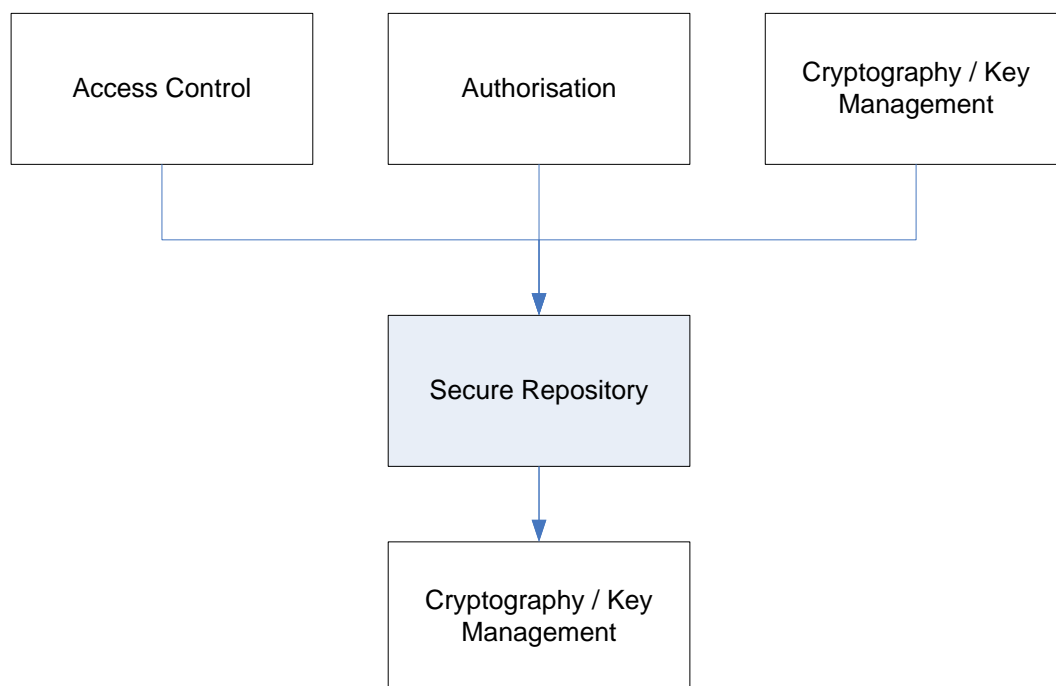 Access Control
Authorisation
Cryptography / Key
Management
Secure Repository
Cryptography / Key
Management